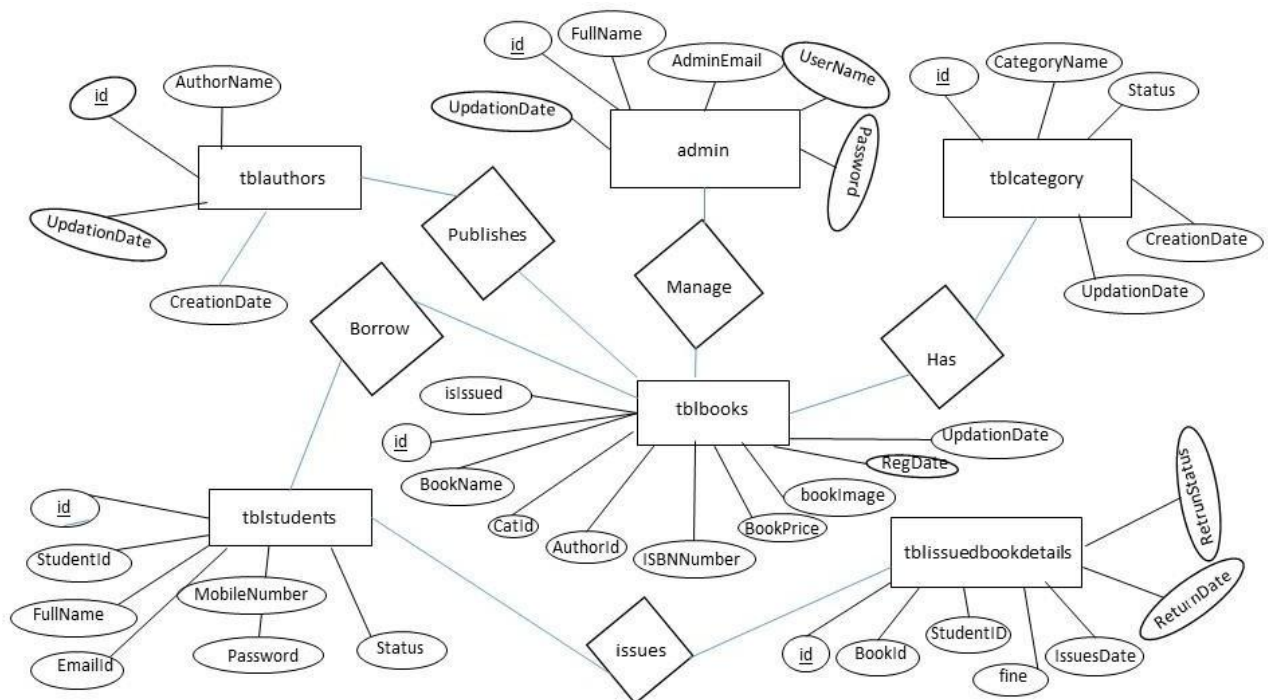 id
FullName
AdminEmail
UserName
UpdationDate
Password
admin
id
AuthorName
tblauthors
UpdationDate
CreationDate
id
CategoryName
Status
tblcategory
CreationDate
UpdationDate
Publishes
Manage
Borrow
Has
tblbooks
isIssued
id
BookName
CatId
AuthorId
ISBNNumber
BookPrice
bookImage
RegDate
UpdationDate
tblstudents
id
StudentId
FullName
EmailId
MobileNumber
Password
Status
issues
tblissuedbookdetails
RetrunStatus
ReturnDate
id
BookId
StudentID
fine
IssuesDate